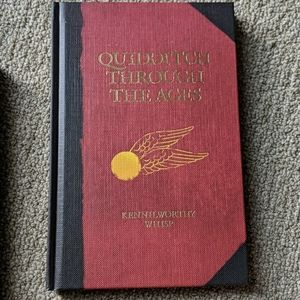 QUIDDITCH
THROUGH
THE AGES
KENNILWORTHY
WHISP